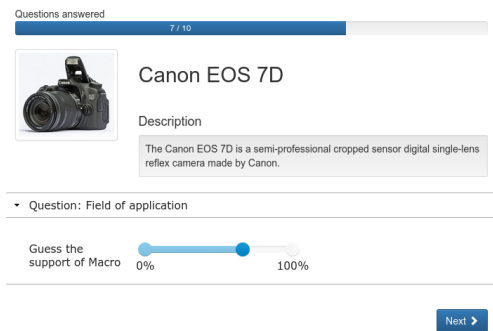 Questions answered
7 / 10
Canon EOS 7D
Description
The Canon EOS 7D is a semi-professional cropped sensor digital single-lens
reflex camera made by Canon.
Question: Field of application
Guess the
support of Macro
0%
100%
Next